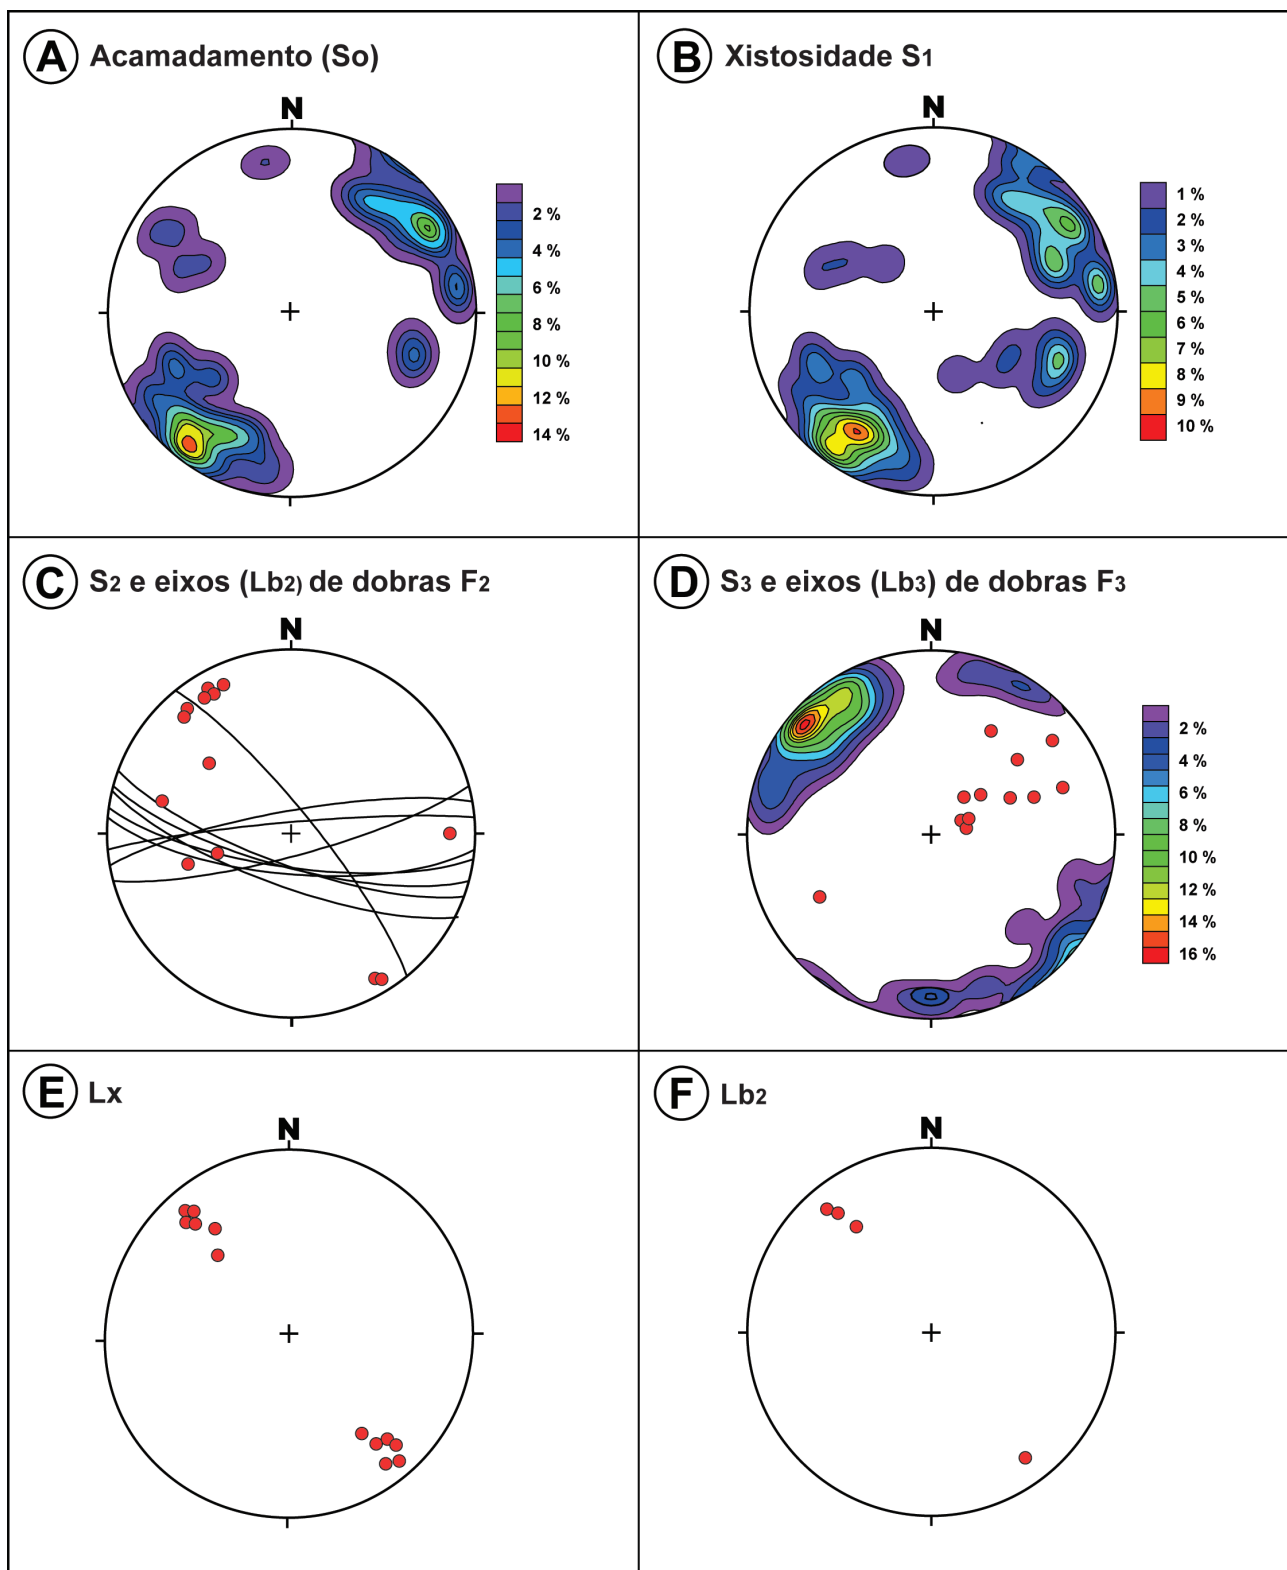 A Acamadamento (So)
N
2 %
4 %
6 %
8 %
10 %
12 %
14 %
B Xistosidade S1
N
1 %
2 %
3 %
4 %
5 %
6 %
7 %
8 %
9 %
10 %
C S2 e eixos (Lb2) de dobras F2
N
D S3 e eixos (Lb3) de dobras F3
N
2 %
4 %
6 %
8 %
10 %
12 %
14 %
16 %
E Lx
N
F Lb2
N